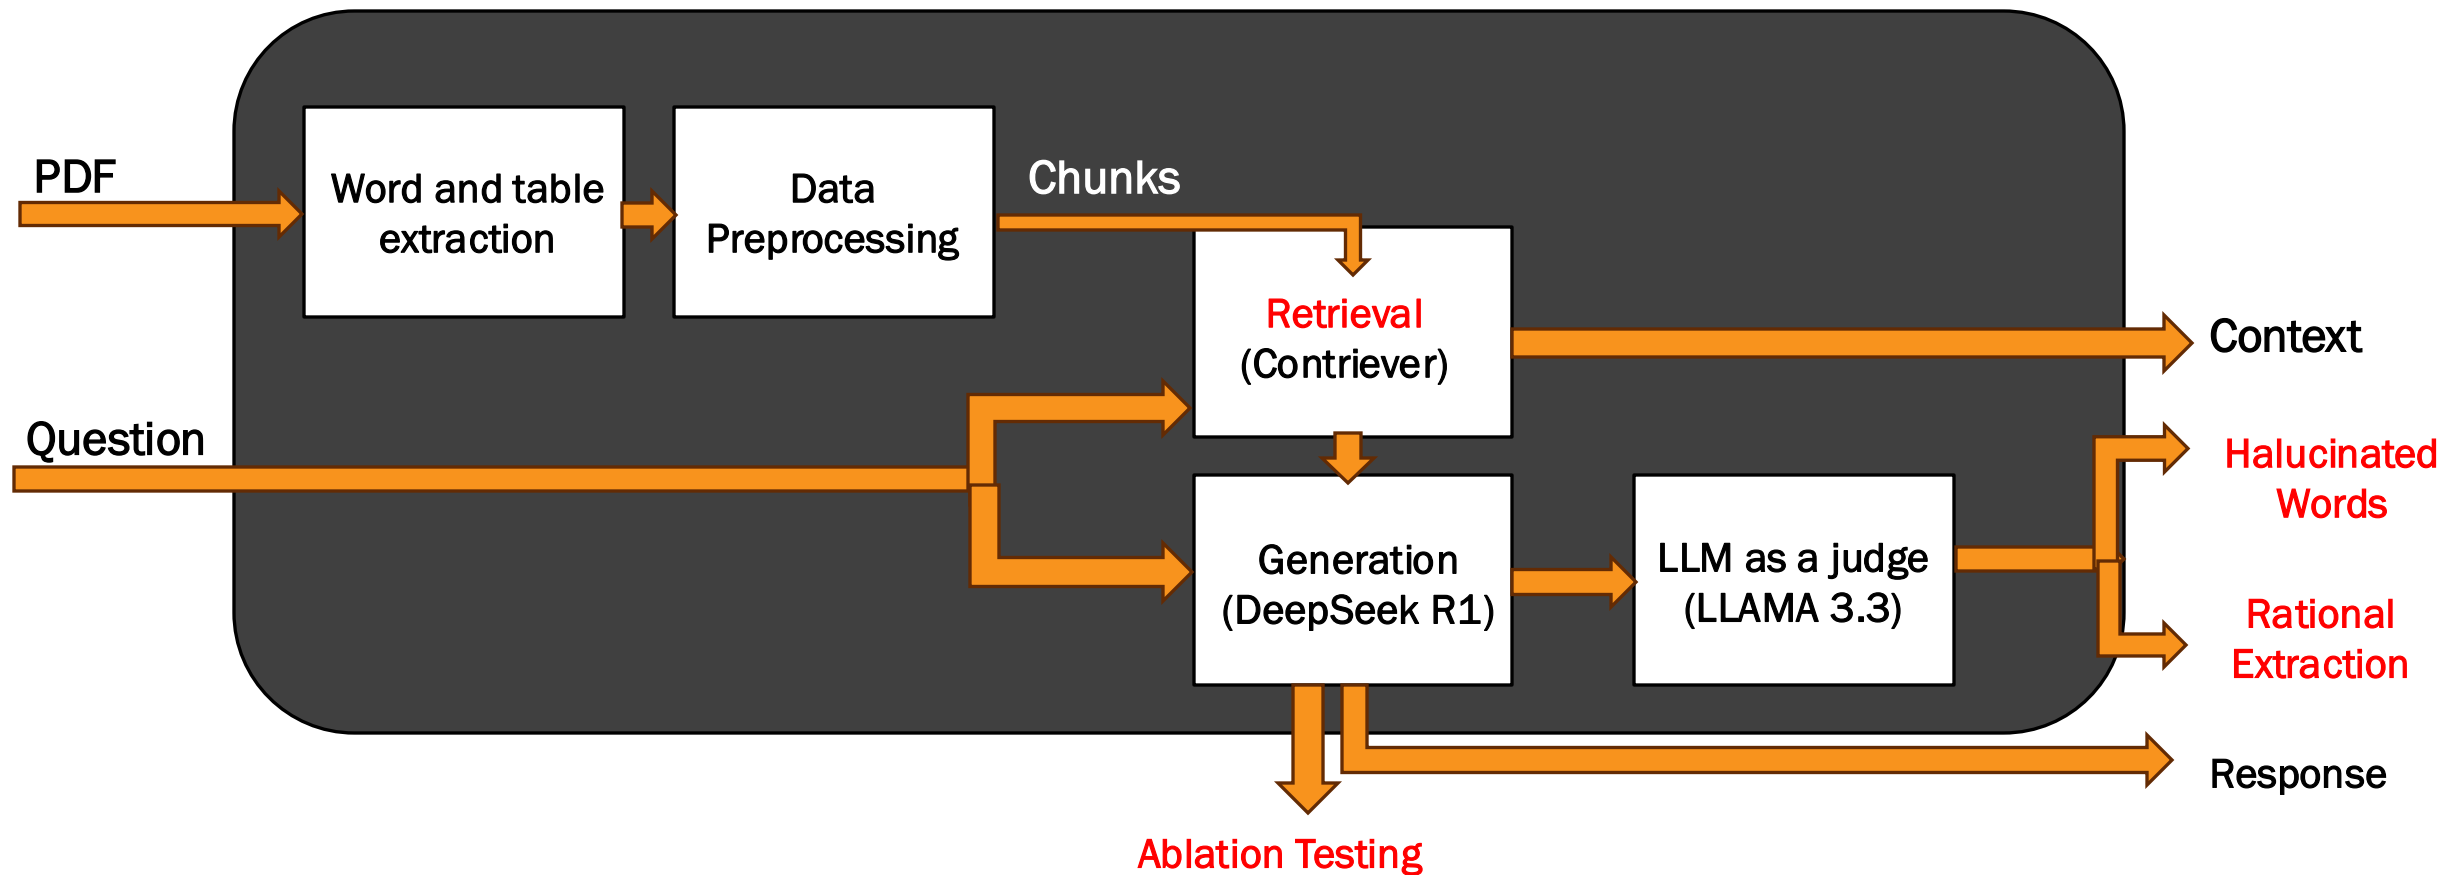 PDF
Word and table
extraction
Data
Preprocessing
Chunks
Question
Retrieval
(Contriever)
Context
Generation
(DeepSeek R1)
LLM as a judge
(LLAMA 3.3)
Halucinated
Words
Rational
Extraction
Response
Ablation Testing